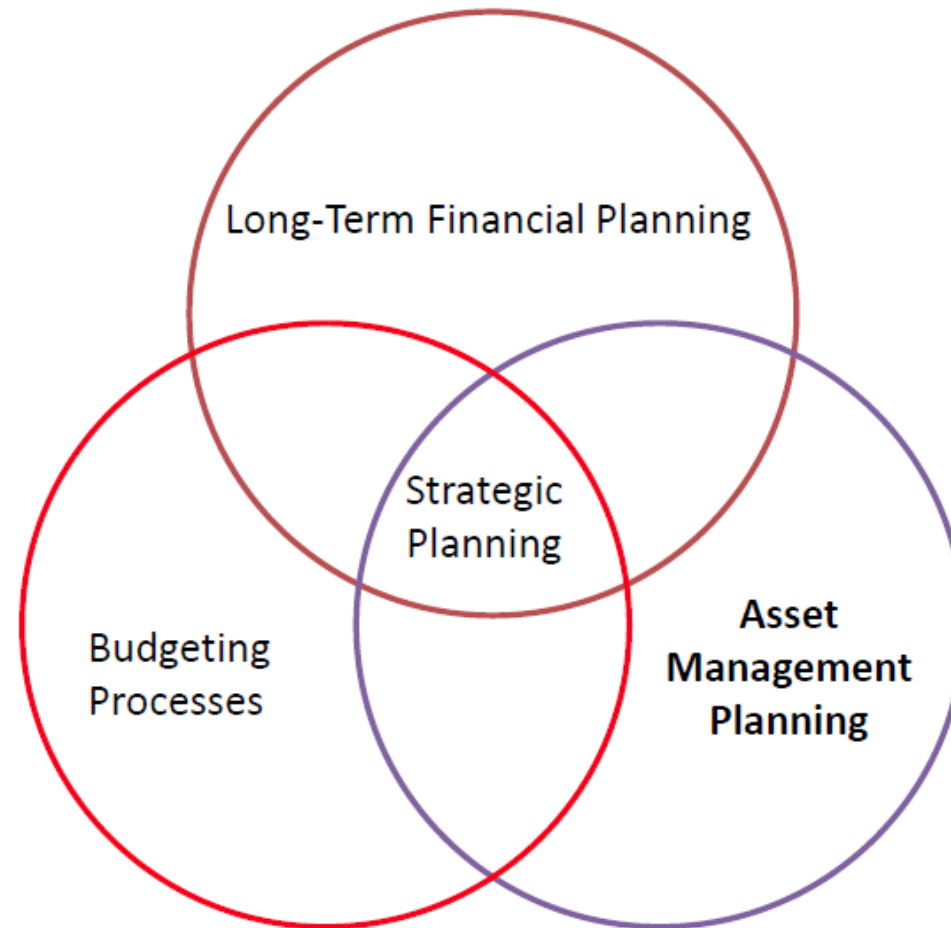 Long-Term Financial Planning
Strategic
Planning
Budgeting
Processes
Asset
Management
Planning